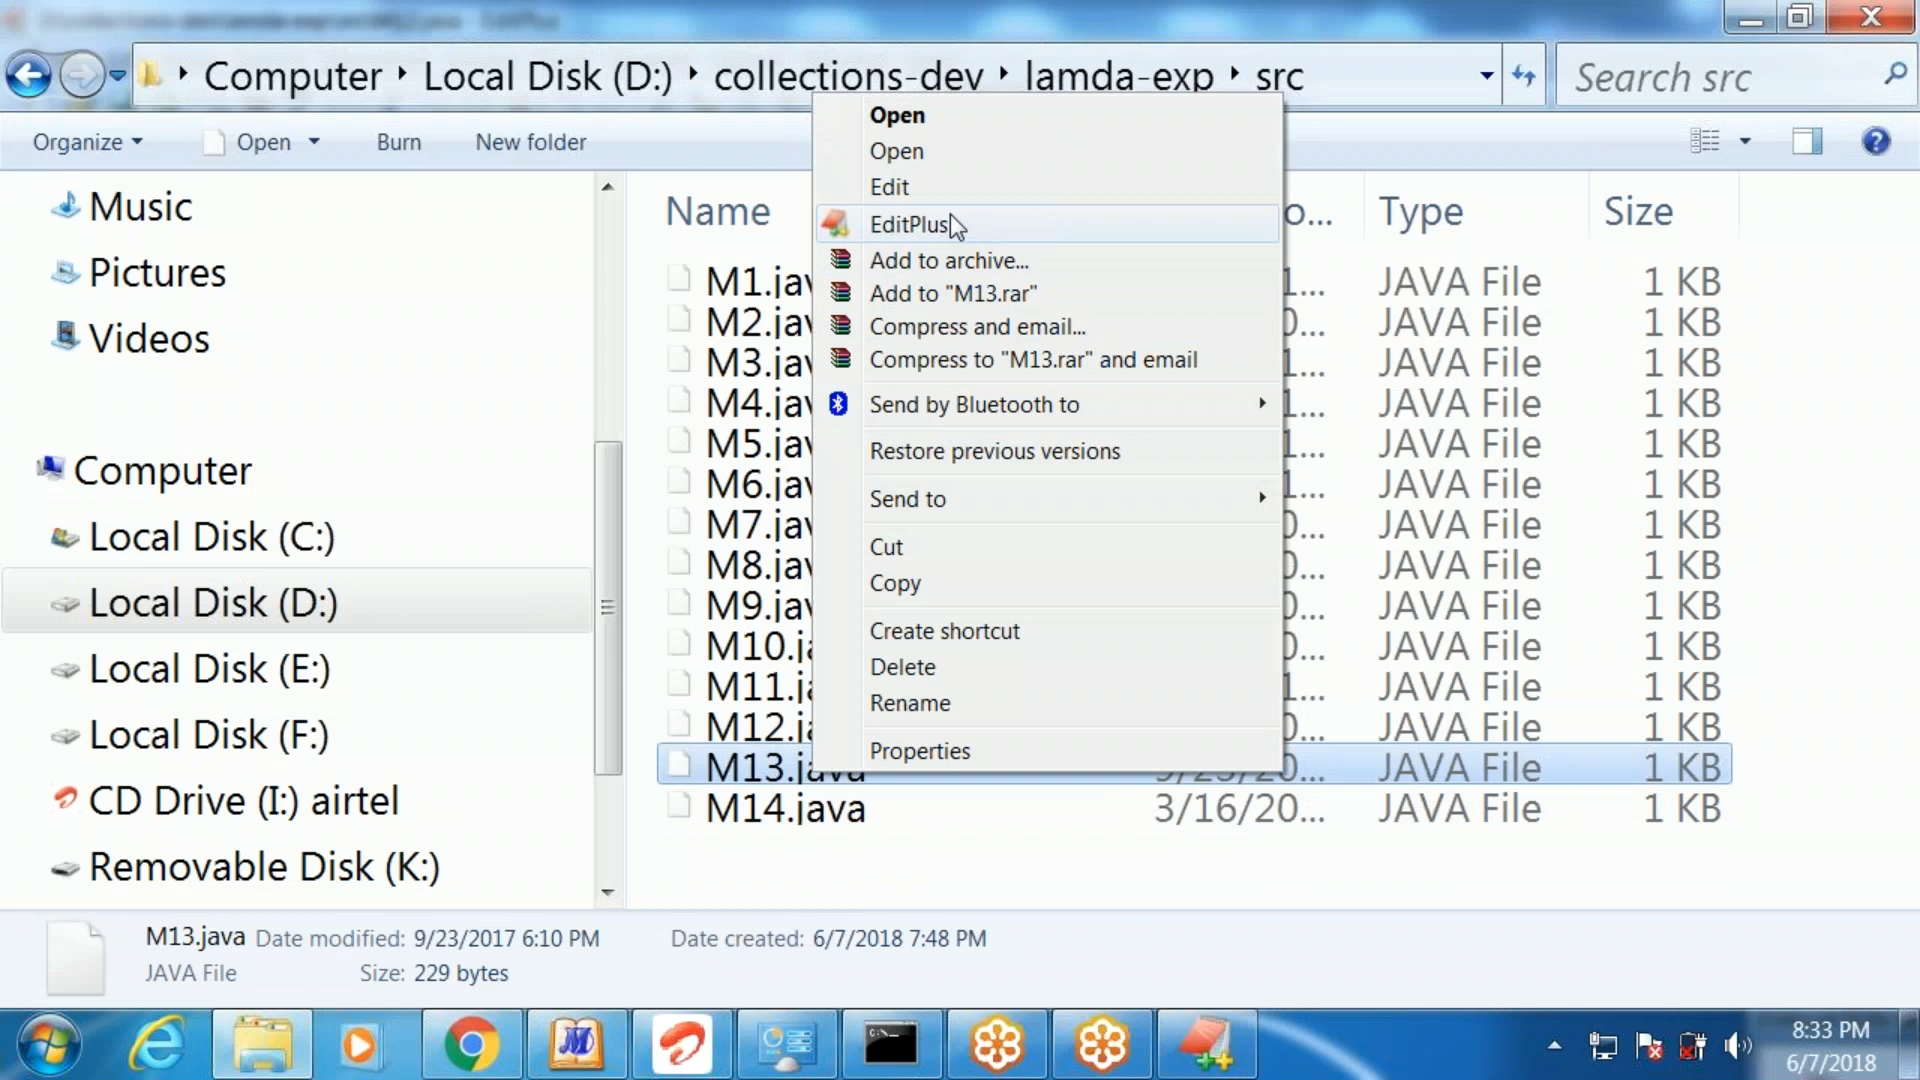 Computer ▸ Local Disk (D:) ▸ collections-dev ▸ lamda-exp ▸ src
Search src
Organize
Open
Burn
New folder
Music
Pictures
Videos
Computer
Local Disk (C:)
Local Disk (D:)
Local Disk (E:)
Local Disk (F:)
CD Drive (I:) airtel
Removable Disk (K:)
Name
Type
Size
M1.jav JAVA File 1 KB
M2.jav JAVA File 1 KB
M3.jav JAVA File 1 KB
M4.jav JAVA File 1 KB
M5.jav JAVA File 1 KB
M6.jav JAVA File 1 KB
M7.jav JAVA File 1 KB
M8.jav JAVA File 1 KB
M9.jav JAVA File 1 KB
M10.ja JAVA File 1 KB
M11.ja JAVA File 1 KB
M12.ja JAVA File 1 KB
M13.java JAVA File 1 KB
M14.java 3/16/20... JAVA File 1 KB
Open
Open
Edit
EditPlus
Add to archive...
Add to "M13.rar"
Compress and email...
Compress to "M13.rar" and email
Send by Bluetooth to
Restore previous versions
Send to
Cut
Copy
Create shortcut
Delete
Rename
Properties
M13.java Date modified: 9/23/2017 6:10 PM Date created: 6/7/2018 7:48 PM
JAVA File Size: 229 bytes
8:33 PM
6/7/2018